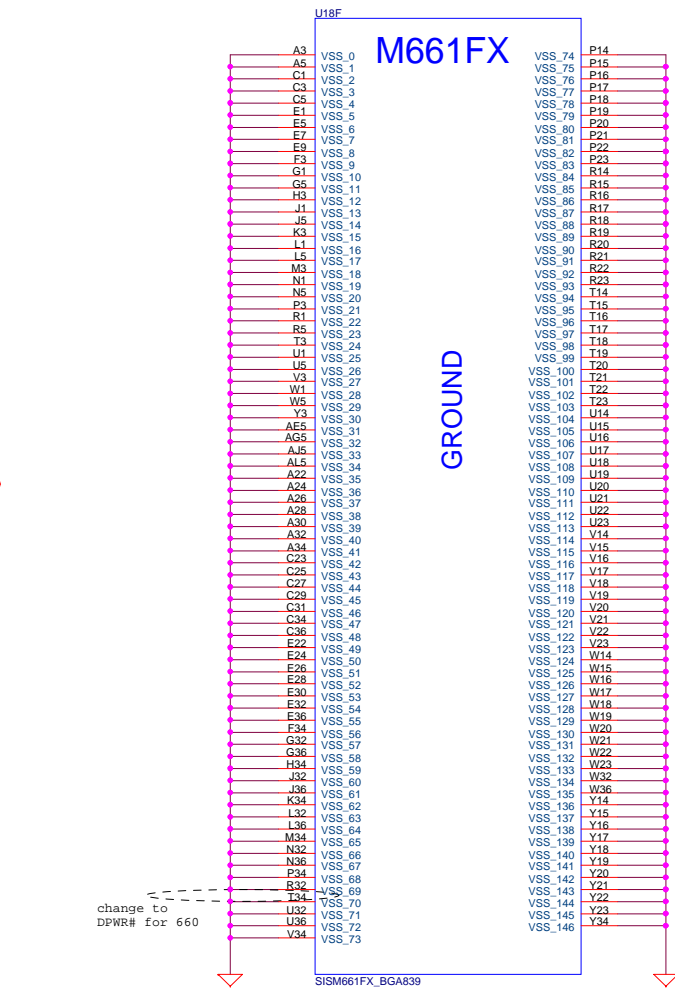 U18F
M661FX
A3 VSS_0
A5 VSS_1
C1 VSS_2
C3 VSS_3
C5 VSS_4
E1 VSS_5
E5 VSS_6
E7 VSS_7
E9 VSS_8
F3 VSS_9
G1 VSS_10
G5 VSS_11
H3 VSS_12
J1 VSS_13
J5 VSS_14
K3 VSS_15
L1 VSS_16
L5 VSS_17
M3 VSS_18
N1 VSS_19
N5 VSS_20
P3 VSS_21
R1 VSS_22
R5 VSS_23
T3 VSS_24
U1 VSS_25
U5 VSS_26
V3 VSS_27
W1 VSS_28
W5 VSS_29
Y3 VSS_30
AE5 VSS_31
AG5 VSS_32
AJ5 VSS_33
AL5 VSS_34
A22 VSS_35
A24 VSS_36
A26 VSS_37
A28 VSS_38
A30 VSS_39
A32 VSS_40
A34 VSS_41
C23 VSS_42
C25 VSS_43
C27 VSS_44
C29 VSS_45
C31 VSS_46
C34 VSS_47
C36 VSS_48
E22 VSS_49
E24 VSS_50
E26 VSS_51
E28 VSS_52
E30 VSS_53
E32 VSS_54
E36 VSS_55
F34 VSS_56
G32 VSS_57
G36 VSS_58
H34 VSS_59
J32 VSS_60
J36 VSS_61
K34 VSS_62
L32 VSS_63
L36 VSS_64
M34 VSS_65
N32 VSS_66
N36 VSS_67
P34 VSS_68
R32 VSS_69
T34 VSS_70
U32 VSS_71
U36 VSS_72
V34 VSS_73
change to
DPWR# for 660
GROUND
VSS_74 P14
VSS_75 P15
VSS_76 P16
VSS_77 P17
VSS_78 P18
VSS_79 P19
VSS_80 P20
VSS_81 P21
VSS_82 P22
VSS_83 P23
VSS_84 R14
VSS_85 R15
VSS_86 R16
VSS_87 R17
VSS_88 R18
VSS_89 R19
VSS_90 R20
VSS_91 R21
VSS_92 R22
VSS_93 R23
VSS_94 T14
VSS_95 T15
VSS_96 T16
VSS_97 T17
VSS_98 T18
VSS_99 T19
VSS_100 T20
VSS_101 T21
VSS_102 T22
VSS_103 T23
VSS_104 U14
VSS_105 U15
VSS_106 U16
VSS_107 U17
VSS_108 U18
VSS_109 U19
VSS_110 U20
VSS_111 U21
VSS_112 U22
VSS_113 U23
VSS_114 V14
VSS_115 V15
VSS_116 V16
VSS_117 V17
VSS_118 V18
VSS_119 V19
VSS_120 V20
VSS_121 V21
VSS_122 V22
VSS_123 V23
VSS_124 W14
VSS_125 W15
VSS_126 W16
VSS_127 W17
VSS_128 W18
VSS_129 W19
VSS_130 W20
VSS_131 W21
VSS_132 W22
VSS_133 W23
VSS_134 W32
VSS_135 W36
VSS_136 Y14
VSS_137 Y15
VSS_138 Y16
VSS_139 Y17
VSS_140 Y18
VSS_141 Y19
VSS_142 Y20
VSS_143 Y21
VSS_144 Y22
VSS_145 Y23
VSS_146 Y34
SISM661FX_BGA839